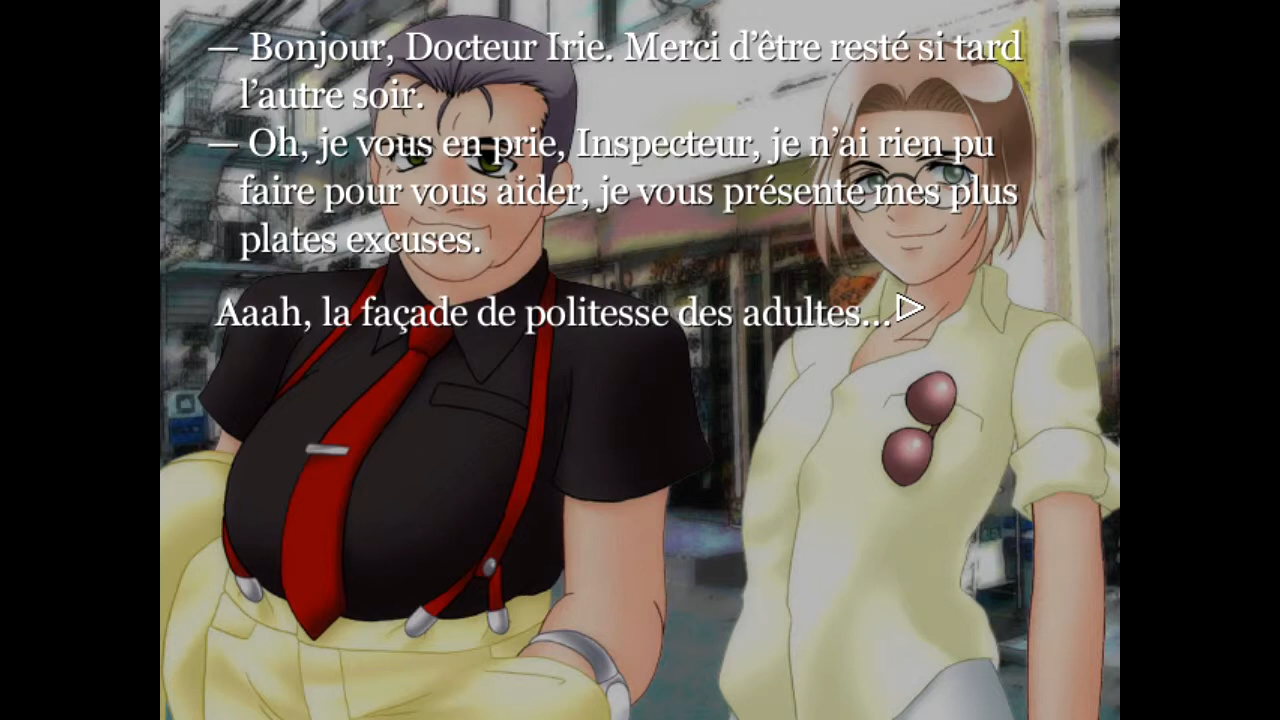 — Bonjour, Docteur Irie. Merci d’être resté si tard
l’autre soir.
— Oh, je vous en prie, Inspecteur, je n’ai rien pu
faire pour vous aider, je vous présente mes plus
plates excuses.
Aaah, la façade de politesse des adultes...